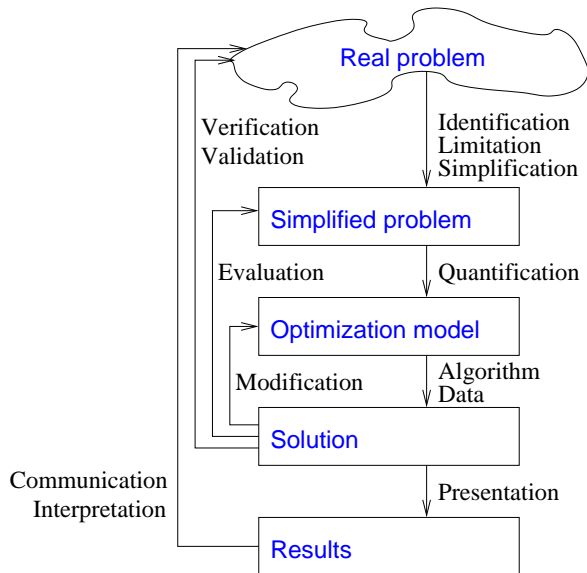 Real problem
Verification
Validation
Identification
Limitation
Simplification
Simplified problem
Evaluation
Quantification
Optimization model
Modification
Algorithm
Data
Solution
Communication
Interpretation
Presentation
Results